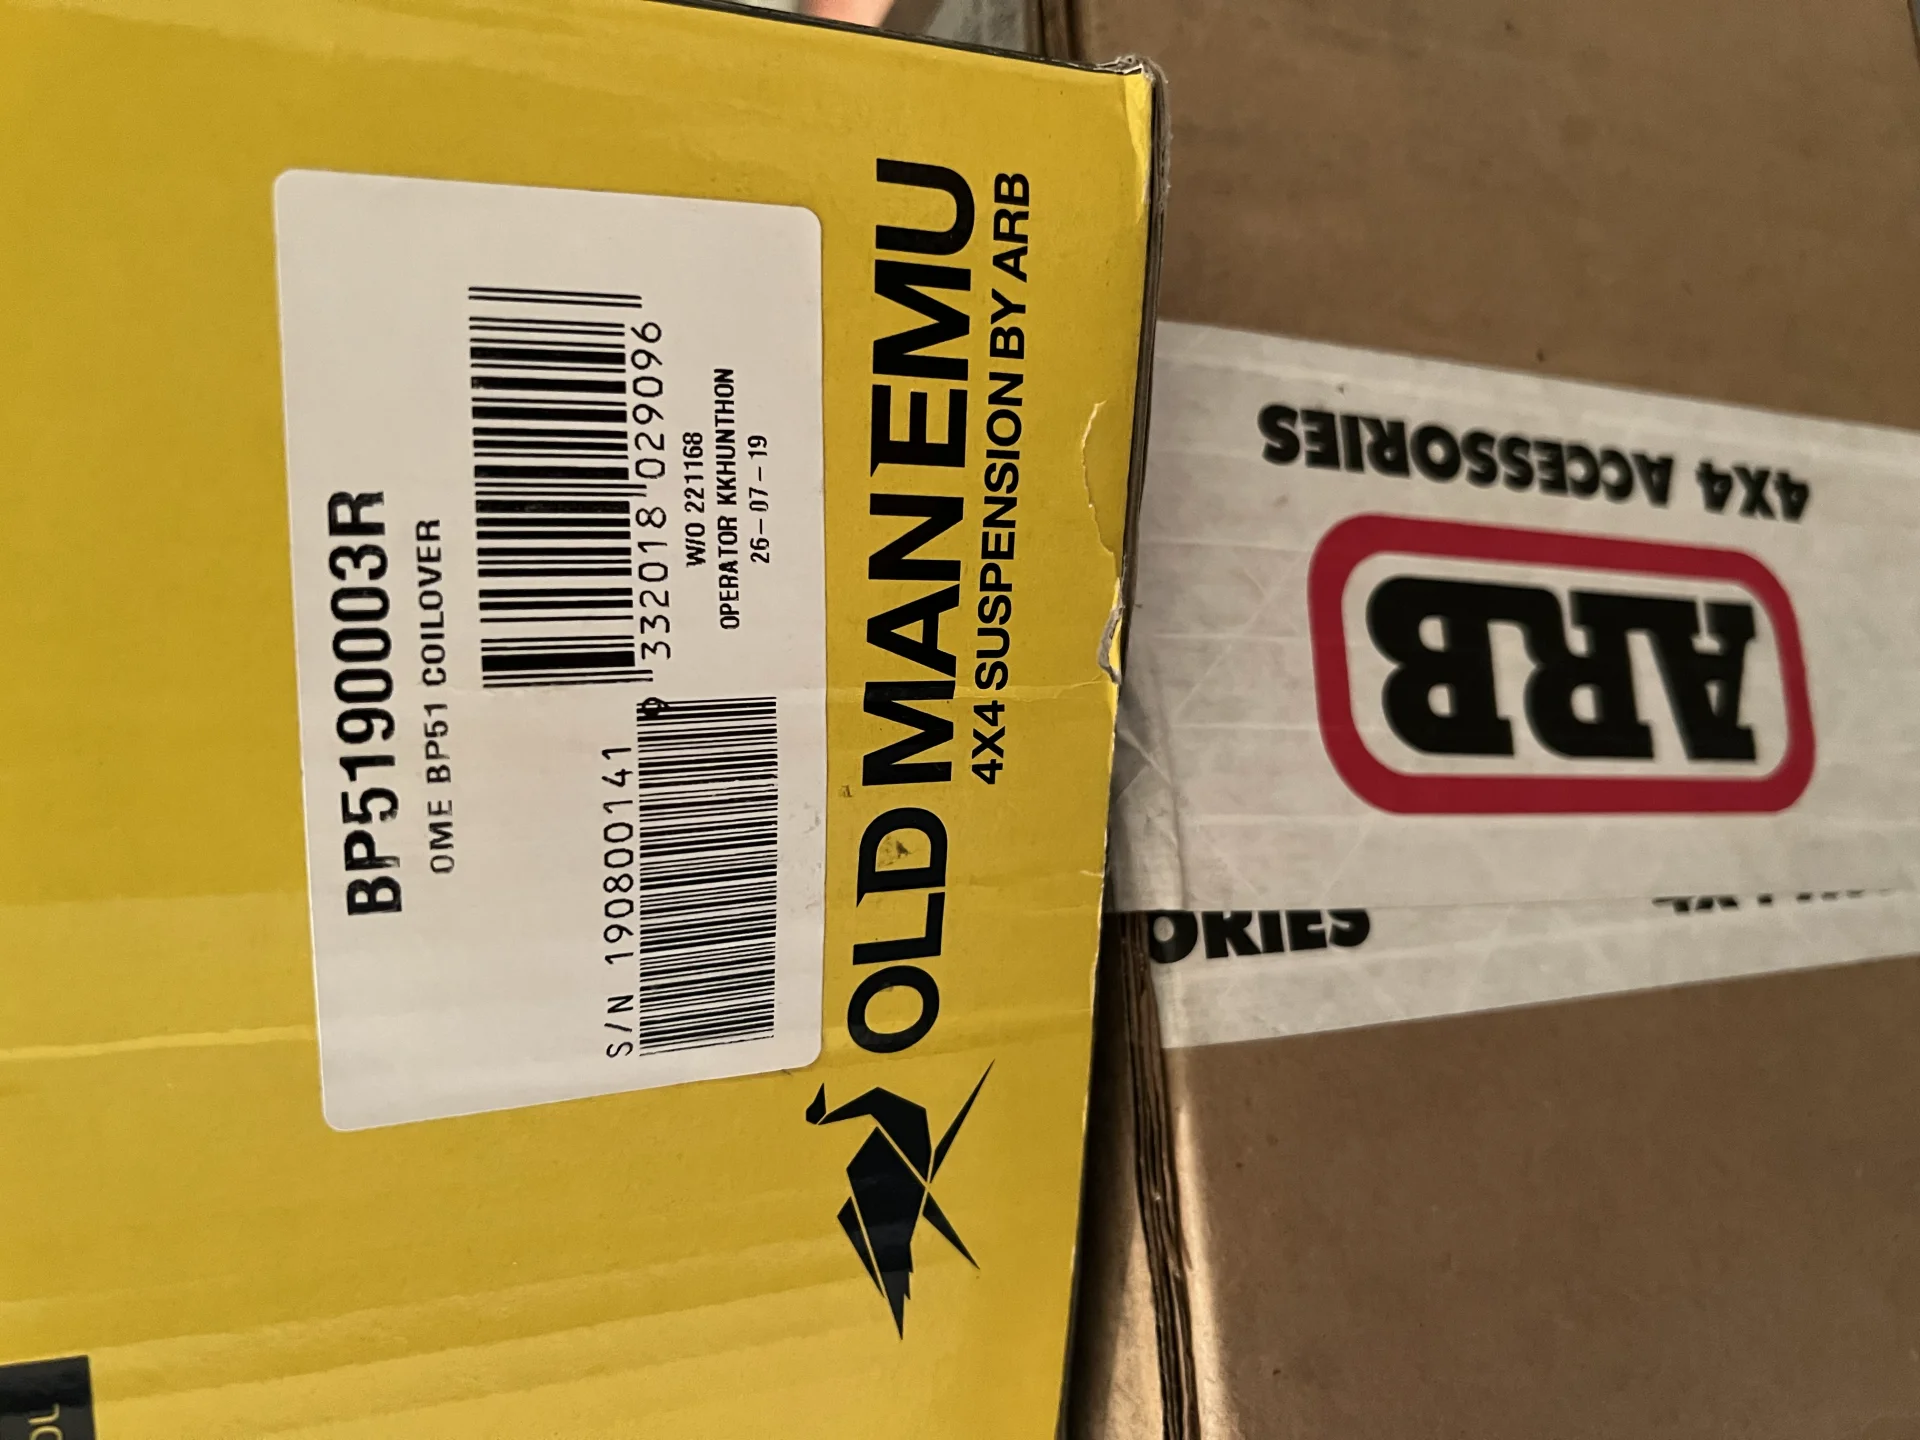 BP5190003R
OME BP51 COILOVER
9 332018 029096
S/N 190800141
W/O 221168
OPERATOR KKHUNTHON
26-07-19
OLD MAN EMU
4X4 SUSPENSION BY ARB
ARB
4X4 ACCESSORIES
ORIES